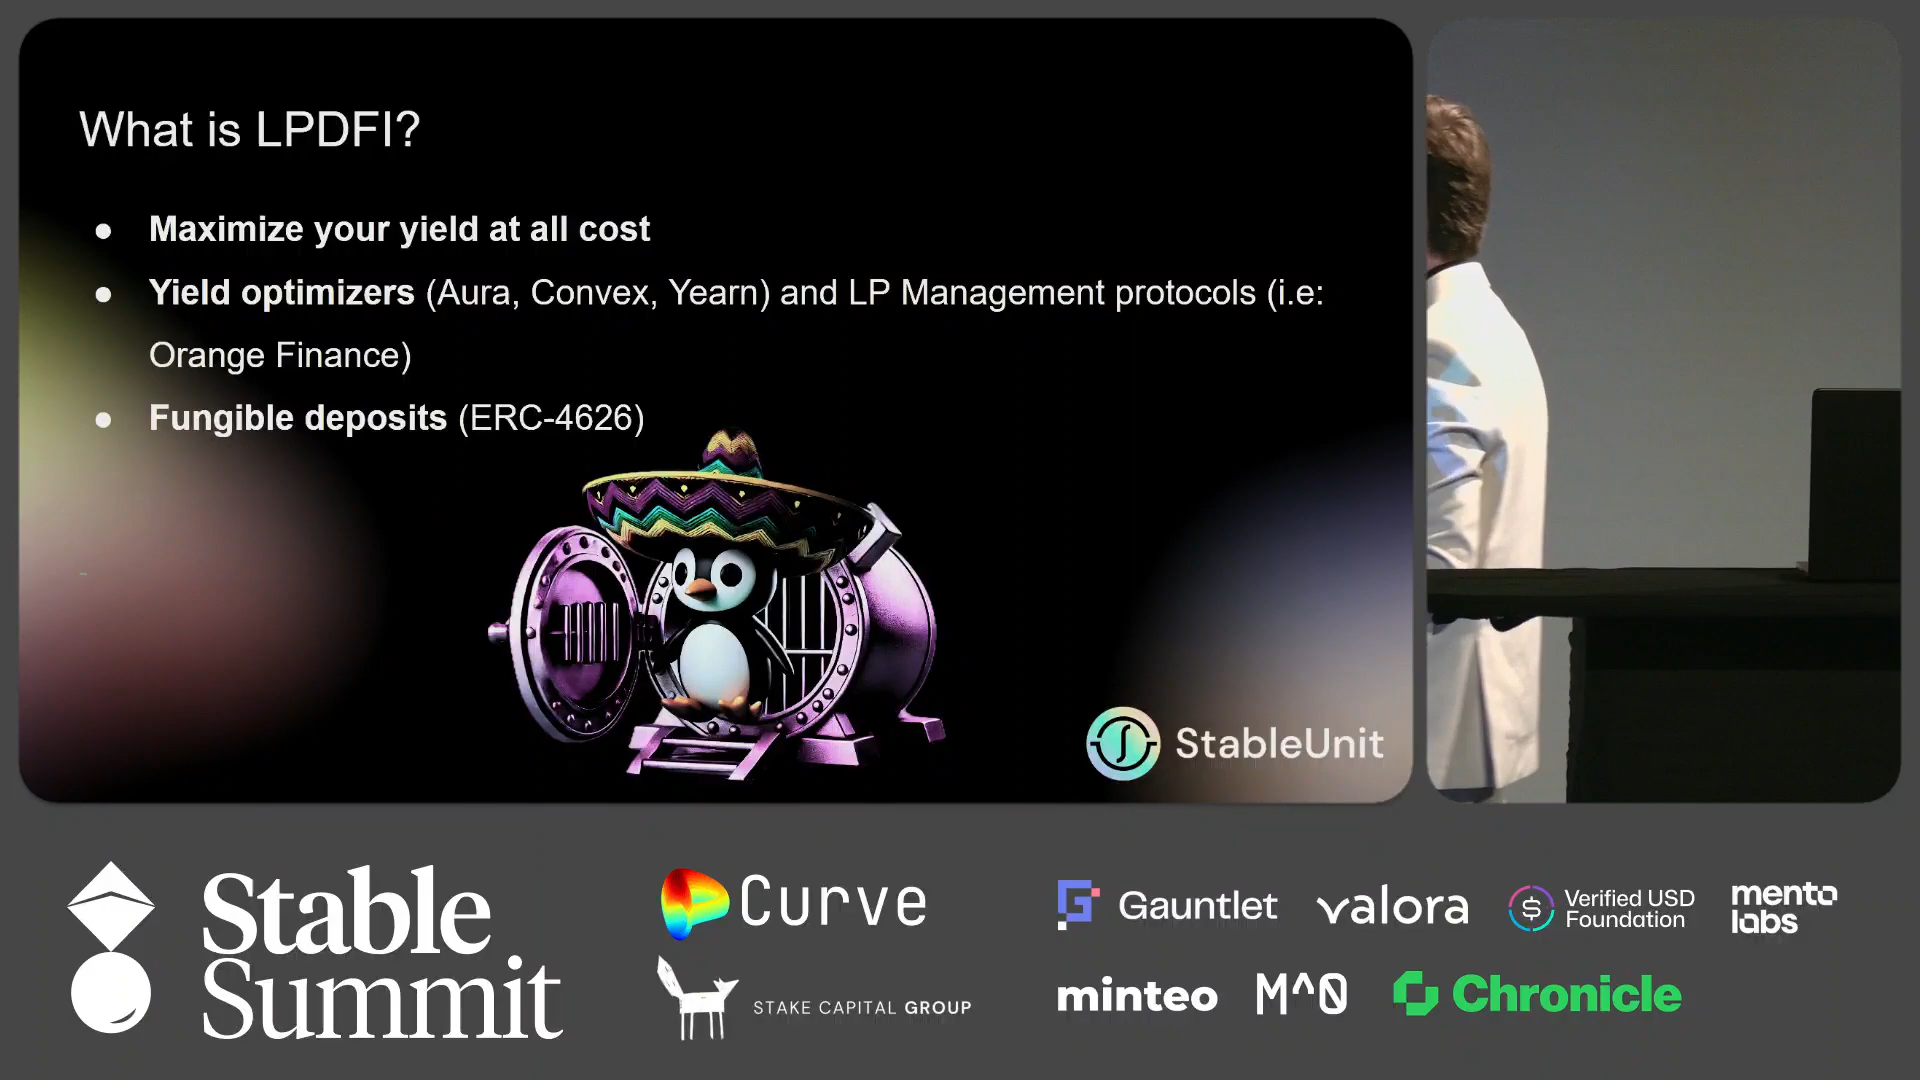 What is LPDFI?
● Maximize your yield at all cost
● Yield optimizers (Aura, Convex, Yearn) and LP Management protocols (i.e:
Orange Finance)
● Fungible deposits (ERC-4626)
StableUnit
Stable
Summit
Curve
STAKE CAPITAL GROUP
Gauntlet
valora
Verified USD
Foundation
mento
labs
minteo
M^0
Chronicle